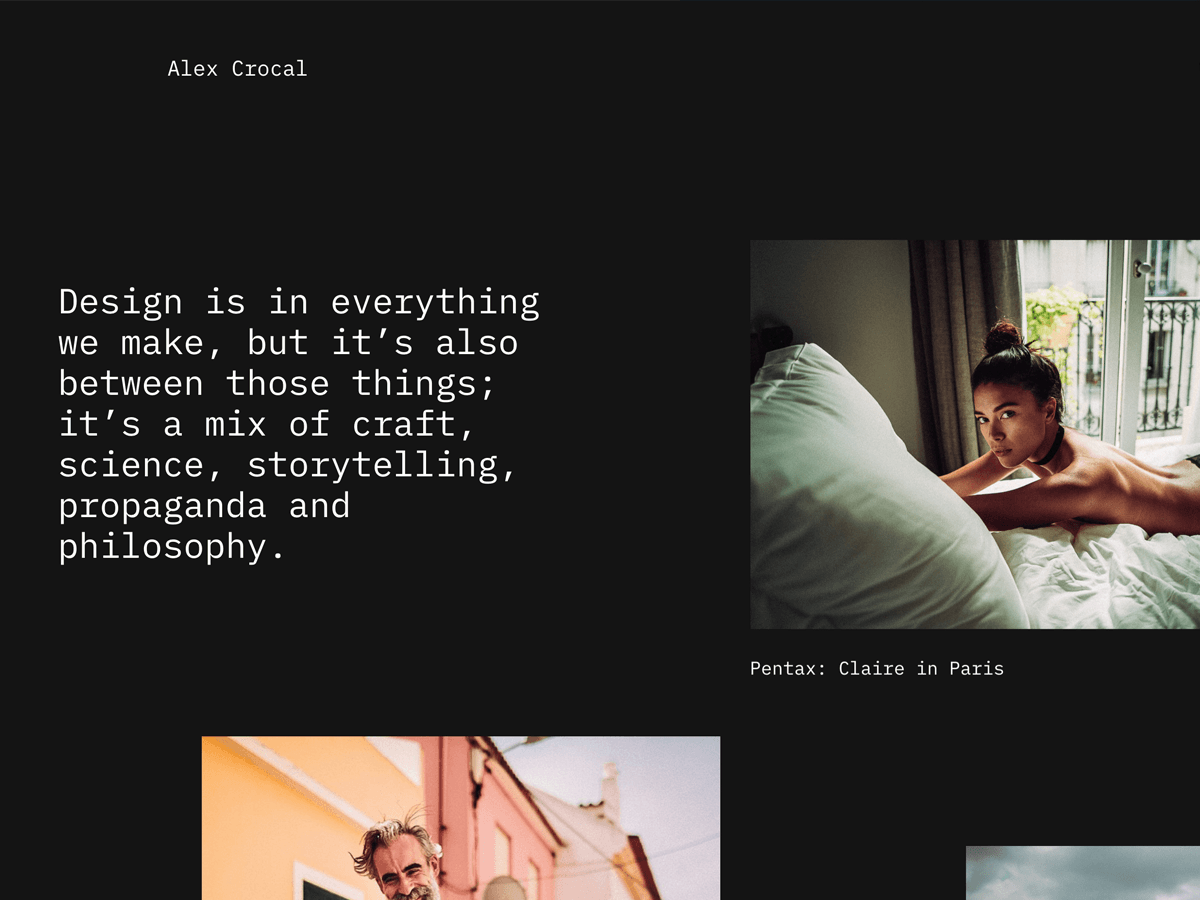 Alex Crocal
Design is in everything
we make, but it’s also
between those things;
it’s a mix of craft,
science, storytelling,
propaganda and
philosophy.
Pentax: Claire in Paris